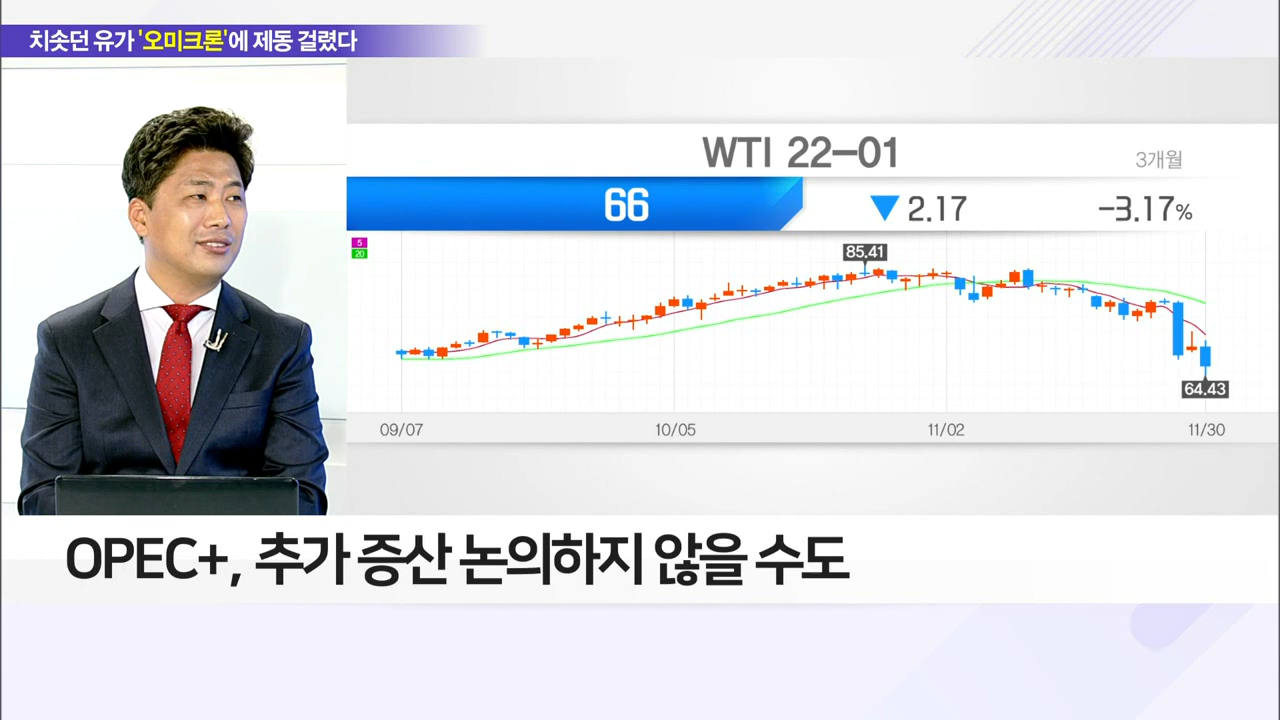 치솟던 유가 '오미크론'에 제동 걸렸다
WTI 22-01
3개월
66
▼ 2.17
-3.17%
5
20
85.41
64.43
09/07
10/05
11/02
11/30
OPEC+, 추가 증산 논의하지 않을 수도